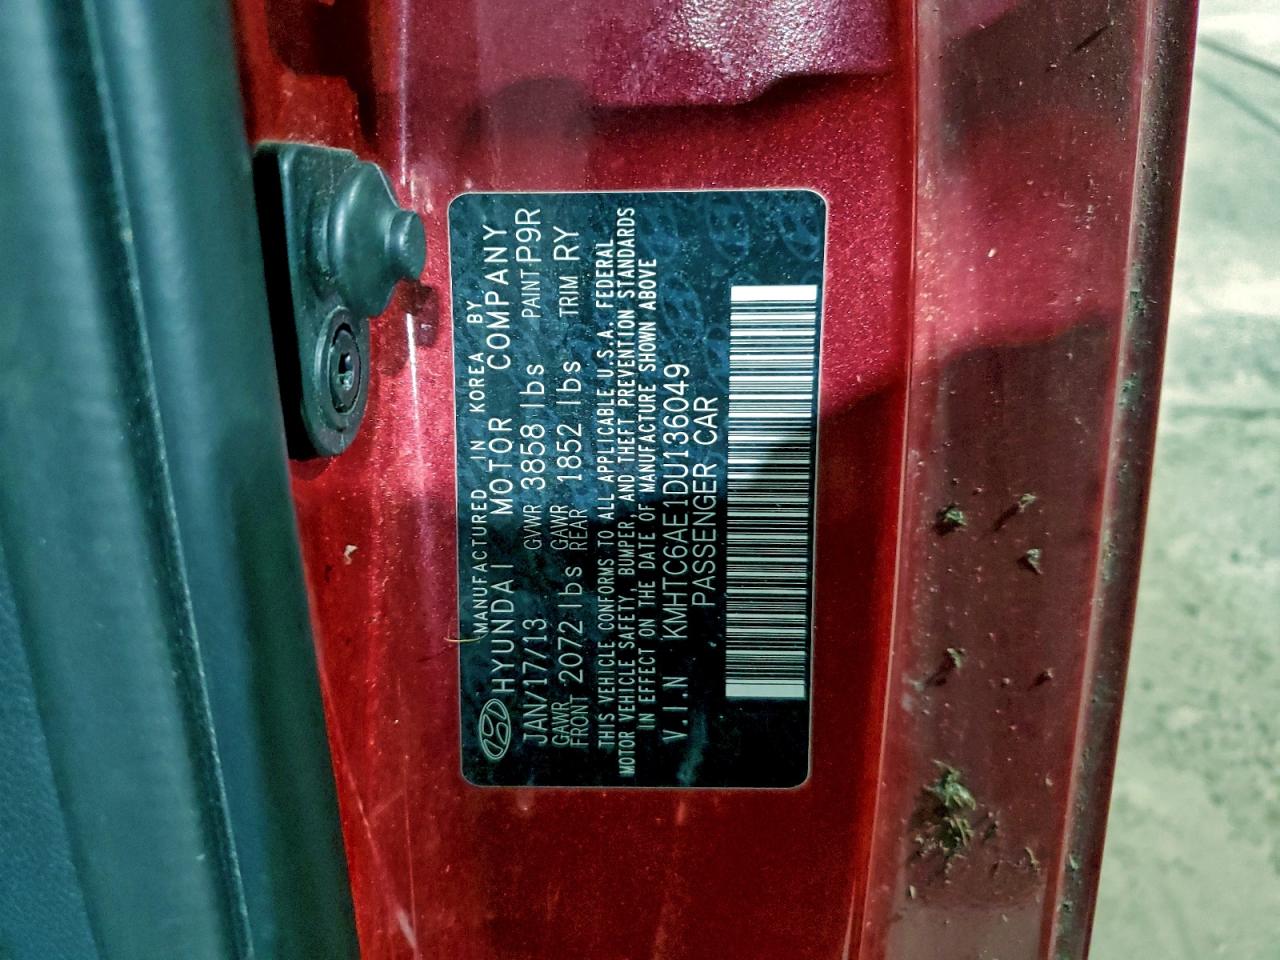 MANUFACTURED IN KOREA BY
HYUNDAI MOTOR COMPANY
JAN/17/13 GVWR 3858 lbs PAINT P9R
GAWR FRONT 2072 lbs GAWR REAR 1852 lbs TRIM RY
THIS VEHICLE CONFORMS TO ALL APPLICABLE U.S.A. FEDERAL
MOTOR VEHICLE SAFETY, BUMPER, AND THEFT PREVENTION STANDARDS
IN EFFECT ON THE DATE OF MANUFACTURE SHOWN ABOVE
V.I.N KMHTC6AE1DU136049
PASSENGER CAR